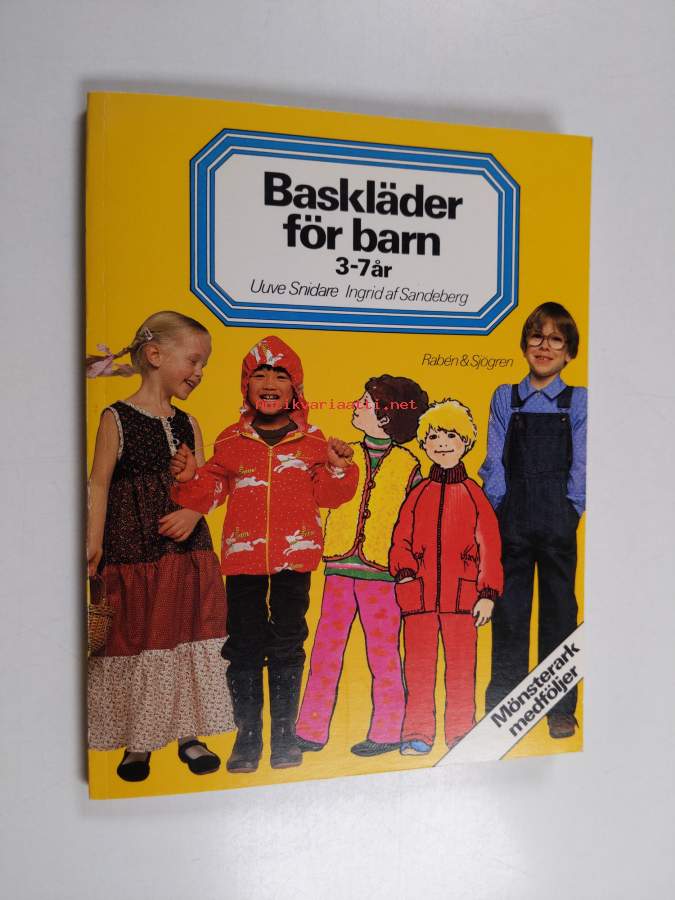 Baskläder
för barn
3-7 år
Uuve Snidare Ingrid af Sandeberg
Rabén & Sjögren
antikvariaatti.net
Mönsterark
medföljer